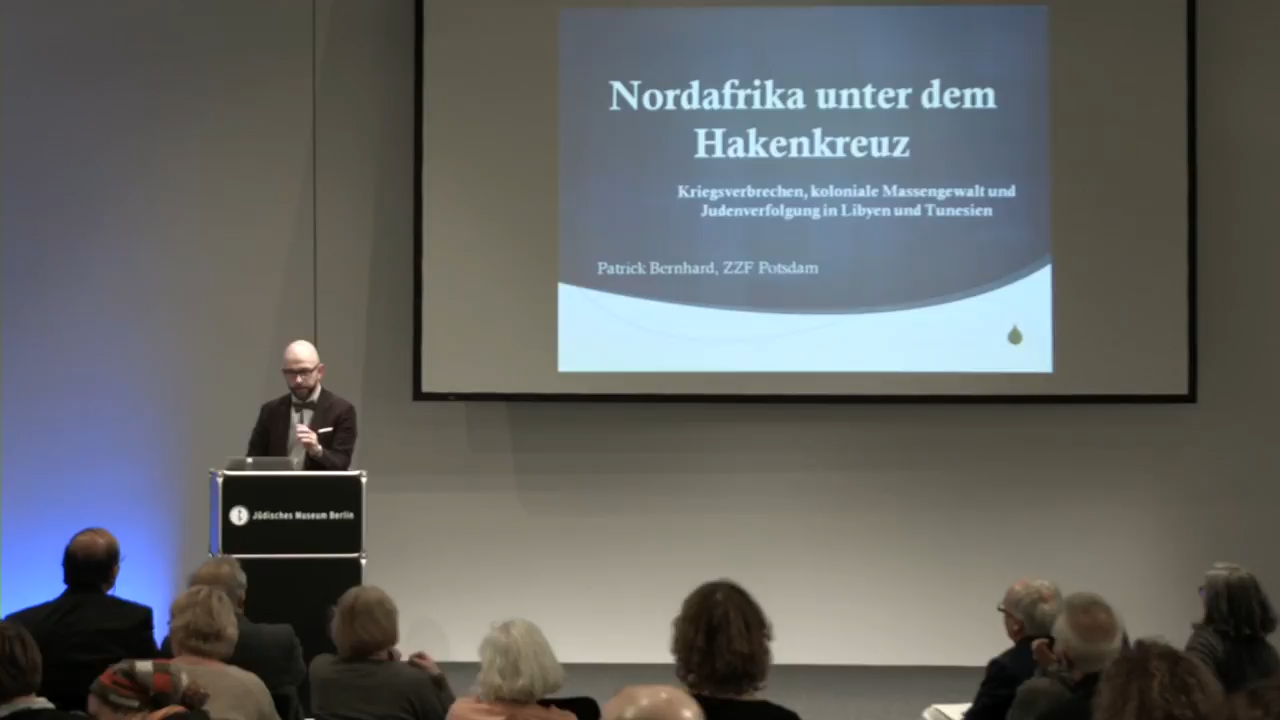 Nordafrika unter dem
Hakenkreuz
Kriegsverbrechen, koloniale Massengewalt und
Judenverfolgung in Libyen und Tunesien
Patrick Bernhard, ZZF Potsdam
Jüdisches Museum Berlin